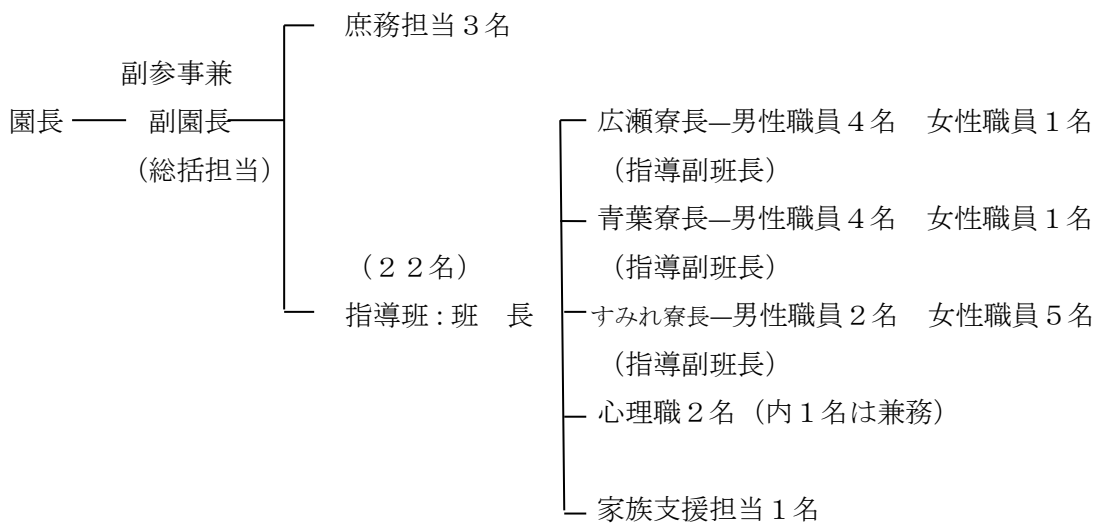 庶務担当３名
副参事兼
園長 副園長 広瀬寮長―男性職員４名 女性職員１名
（総括担当） （指導副班長）
青葉寮長―男性職員４名 女性職員１名
（２２名） （指導副班長）
指導班：班 長 すみれ寮長―男性職員２名 女性職員５名
（指導副班長）
心理職２名（内１名は兼務）
家族支援担当１名